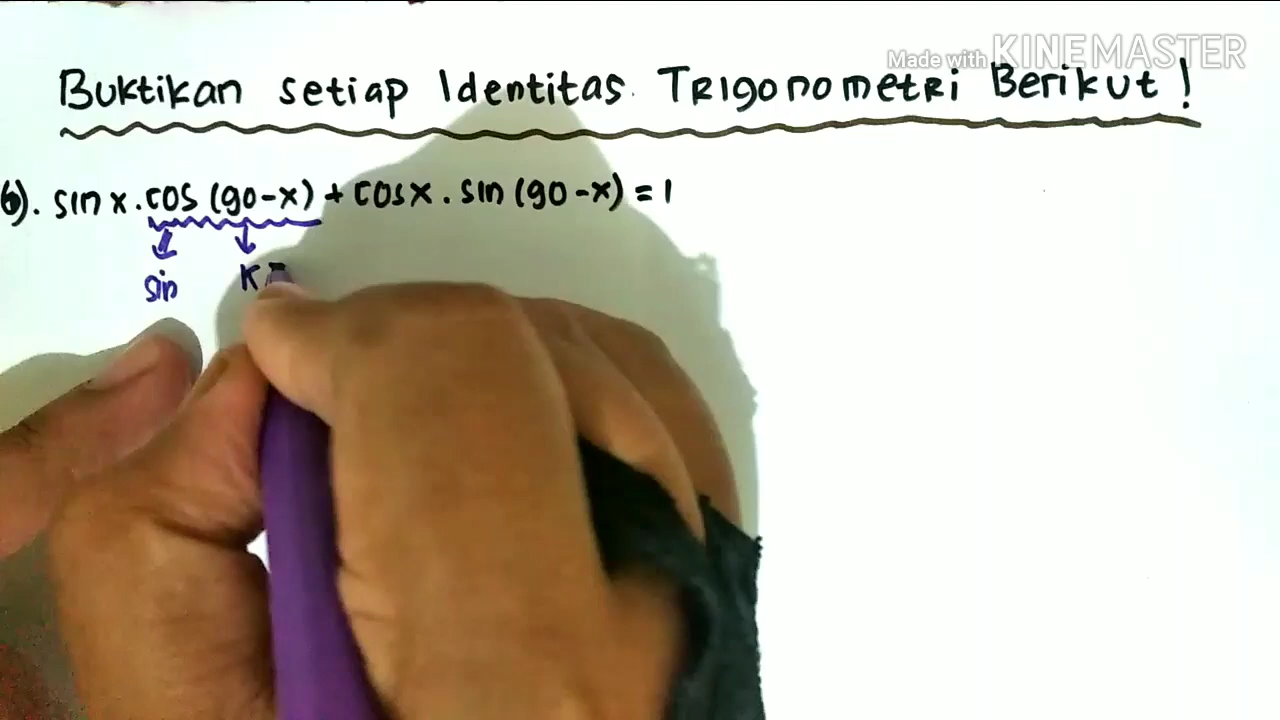 Made with KINEMASTER
Buktikan setiap Identitas Trigonometri Berikut !
6). sin x . cos (90-x) + cos x . sin (90-x) = 1
sin K